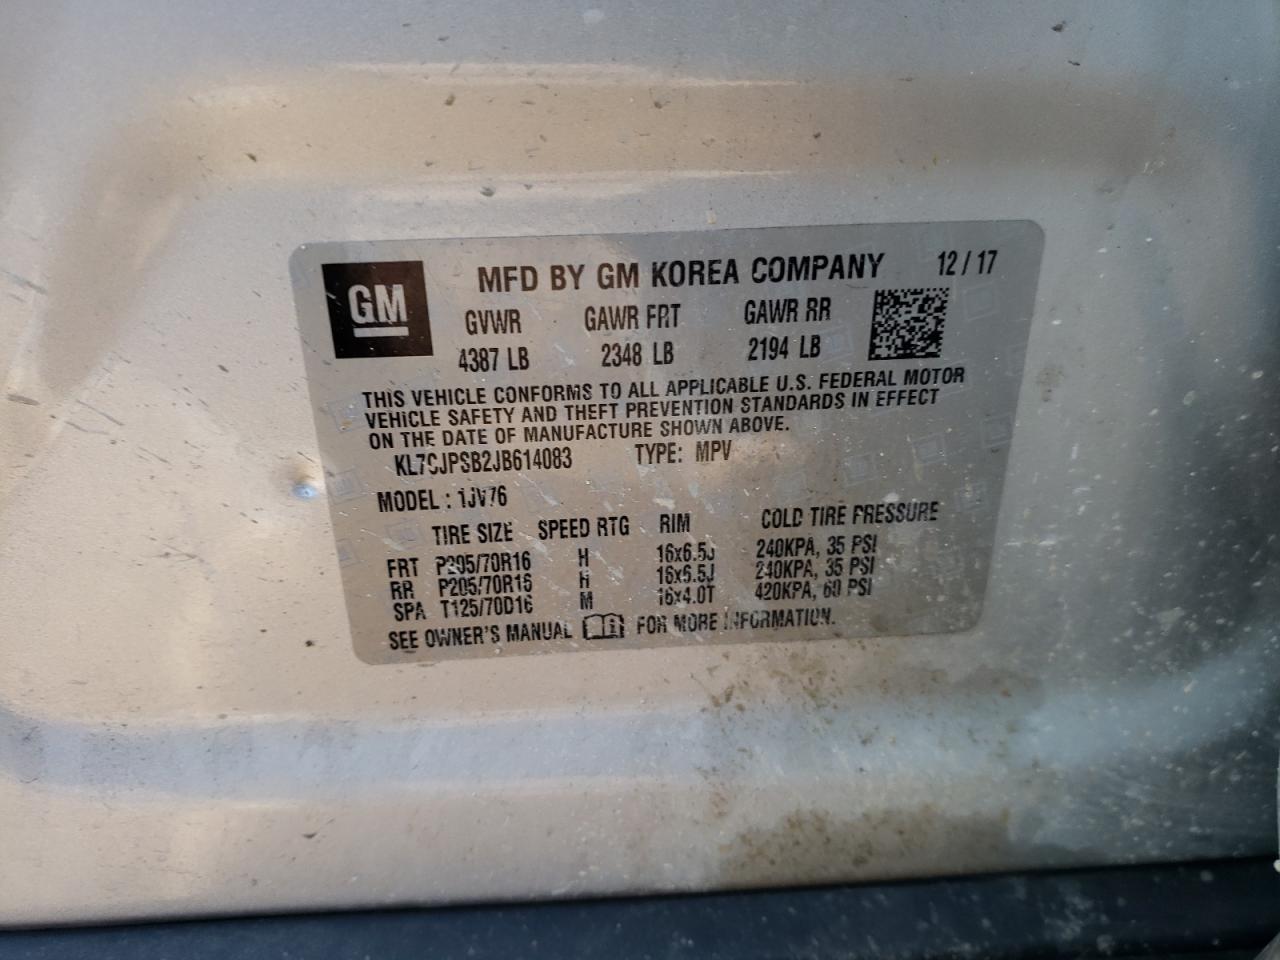 GM
MFD BY GM KOREA COMPANY 12/17
GVWR GAWR FRT GAWR RR
4387 LB 2348 LB 2194 LB
THIS VEHICLE CONFORMS TO ALL APPLICABLE U.S. FEDERAL MOTOR
VEHICLE SAFETY AND THEFT PREVENTION STANDARDS IN EFFECT
ON THE DATE OF MANUFACTURE SHOWN ABOVE.
KL7CJPSB2JB614083 TYPE: MPV
MODEL : 1JV76
TIRE SIZE SPEED RTG RIM COLD TIRE PRESSURE
FRT P205/70R16 H 16x6.5J 240KPA, 35 PSI
RR P205/70R16 H 16x6.5J 240KPA, 35 PSI
SPA T125/70D16 M 16x4.0T 420KPA, 60 PSI
SEE OWNER'S MANUAL FOR MORE INFORMATION.